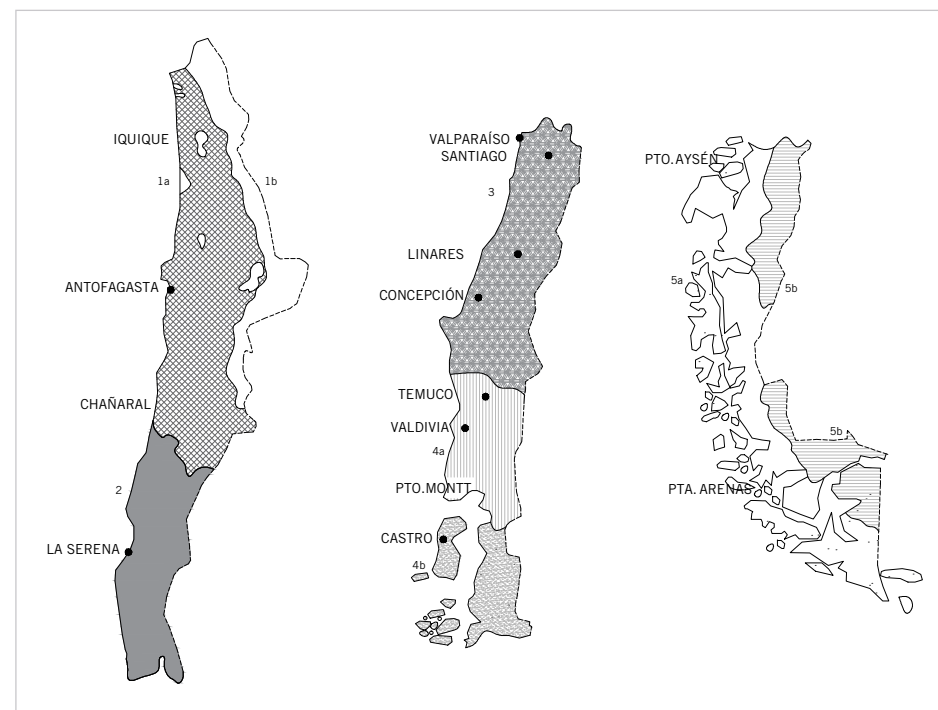 IQUIQUE
1a
1b
ANTOFAGASTA
CHAÑARAL
2
LA SERENA
VALPARAÍSO
SANTIAGO
3
LINARES
CONCEPCIÓN
TEMUCO
VALDIVIA
4a
PTO.MONTT
CASTRO
4b
PTO.AYSÉN
5a
5b
5b
PTA. ARENAS